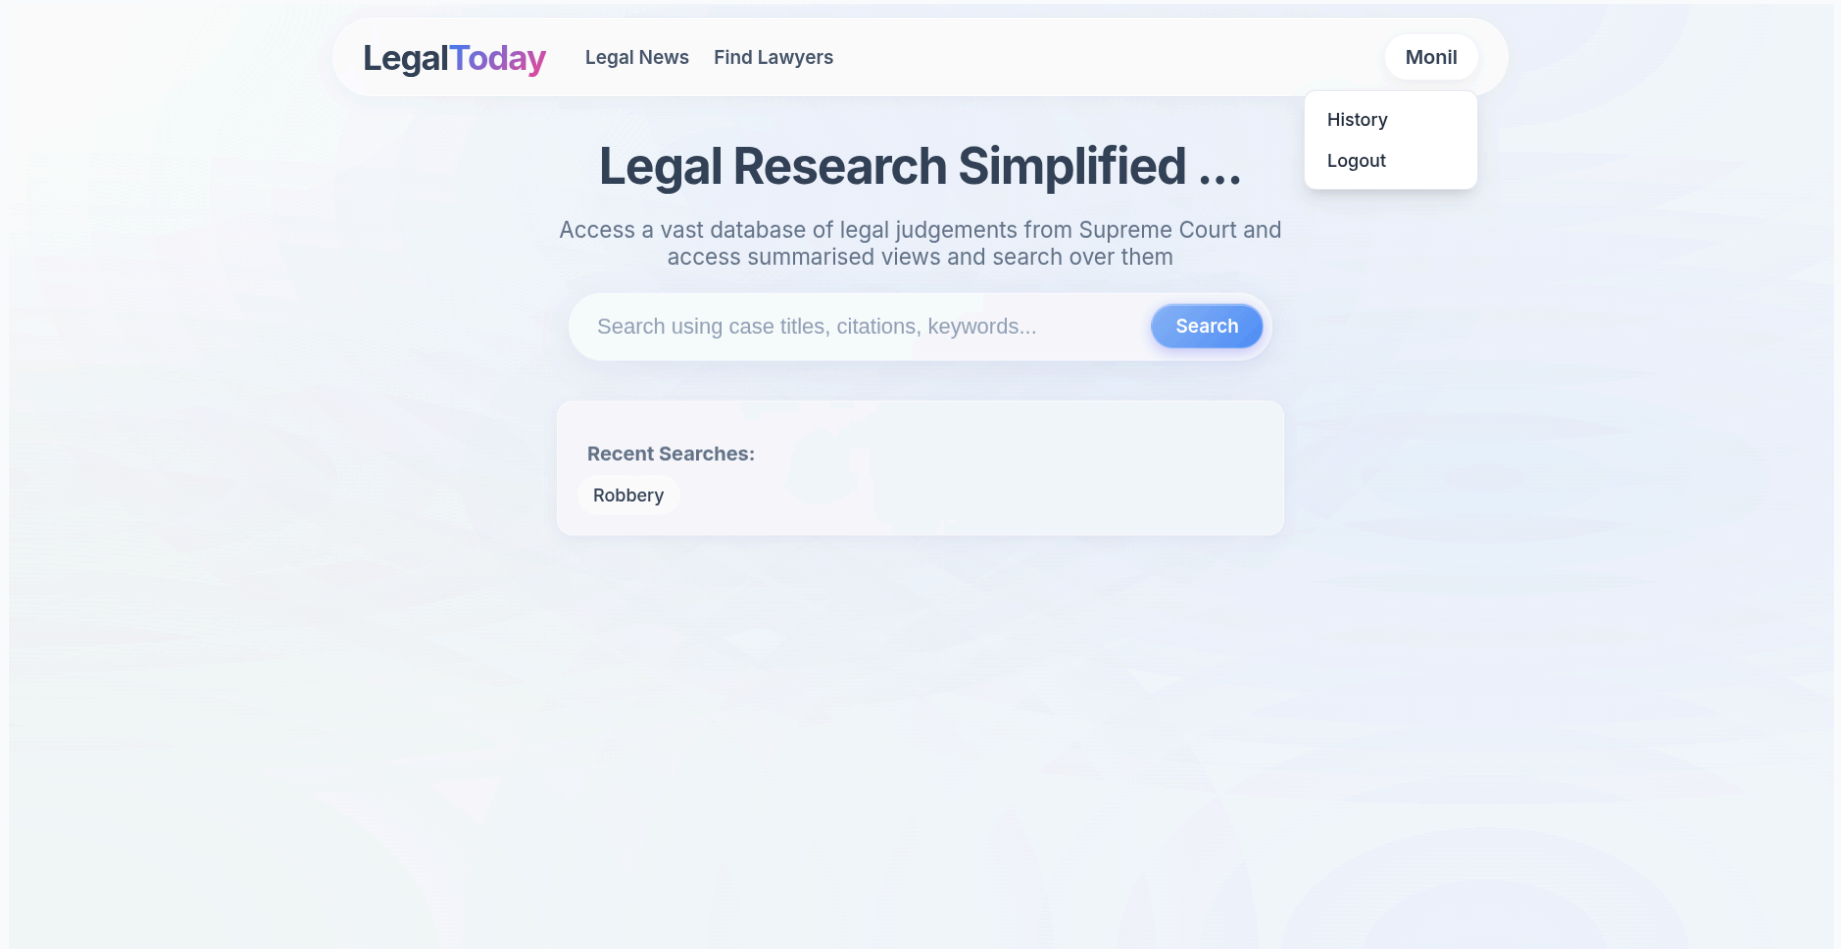 LegalToday
Legal News
Find Lawyers
Monil
History
Logout
Legal Research Simplified ...
Access a vast database of legal judgements from Supreme Court and
access summarised views and search over them
Search using case titles, citations, keywords...
Search
Recent Searches:
Robbery